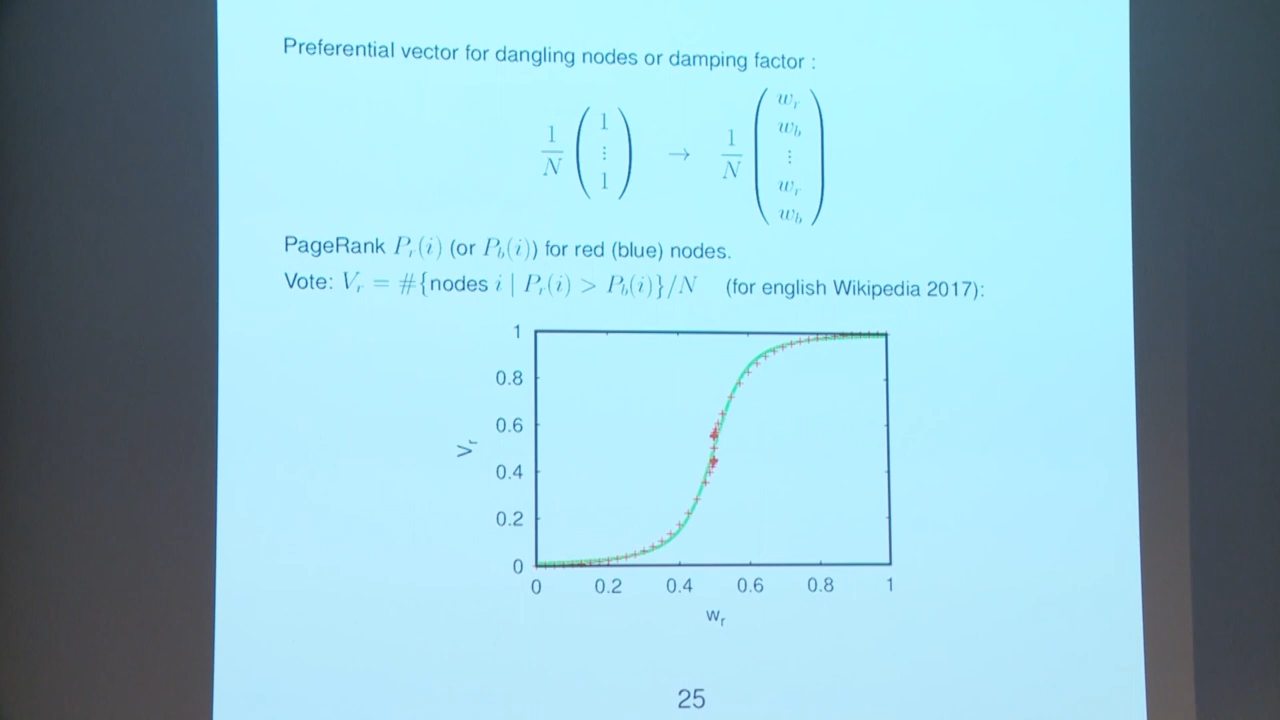 Preferential vector for dangling nodes or damping factor :
1/N (1 ⋮ 1) → 1/N (w_r w_b ⋮ w_r w_b)
PageRank P_r(i) (or P_b(i)) for red (blue) nodes.
Vote: V_r = #{nodes i | P_r(i) > P_b(i)}/N (for english Wikipedia 2017):
1
0.8
0.6
0.4
0.2
0
V_r
0 0.2 0.4 0.6 0.8 1
w_r
25